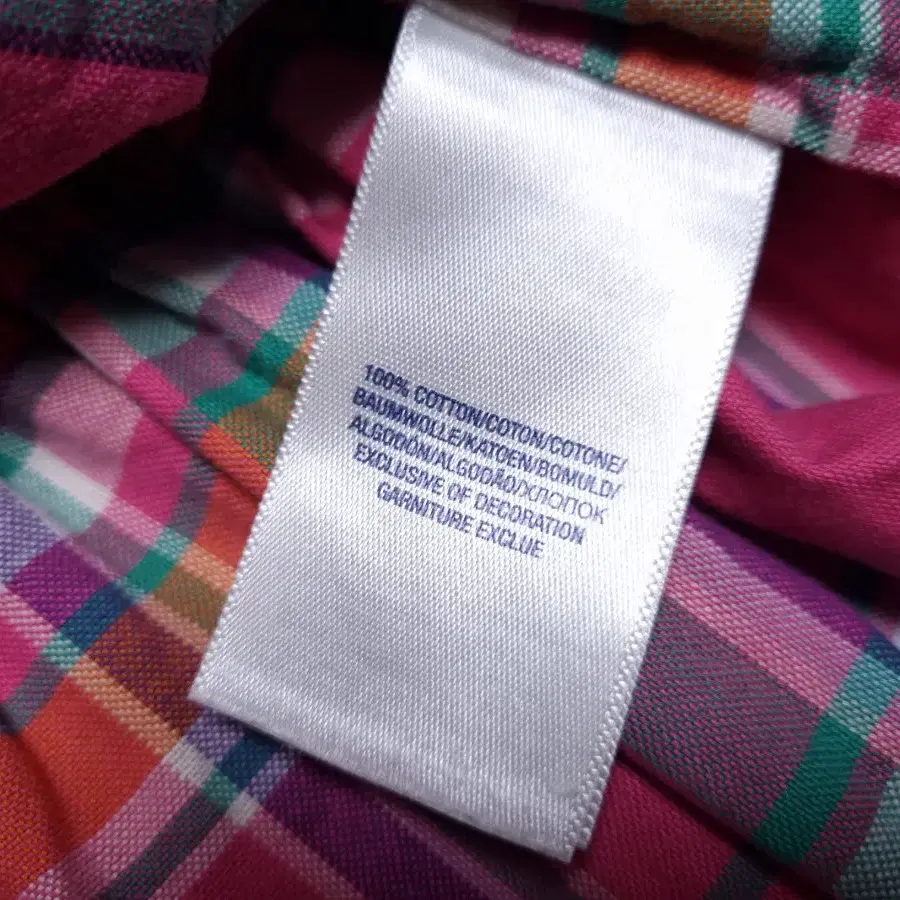 100% COTTON/COTON/COTONE/
BAUMWOLLE/KATOEN/BOMULD/
ALGODÓN/ALGODÃO/ХЛОПОК
EXCLUSIVE OF DECORATION
GARNITURE EXCLUE